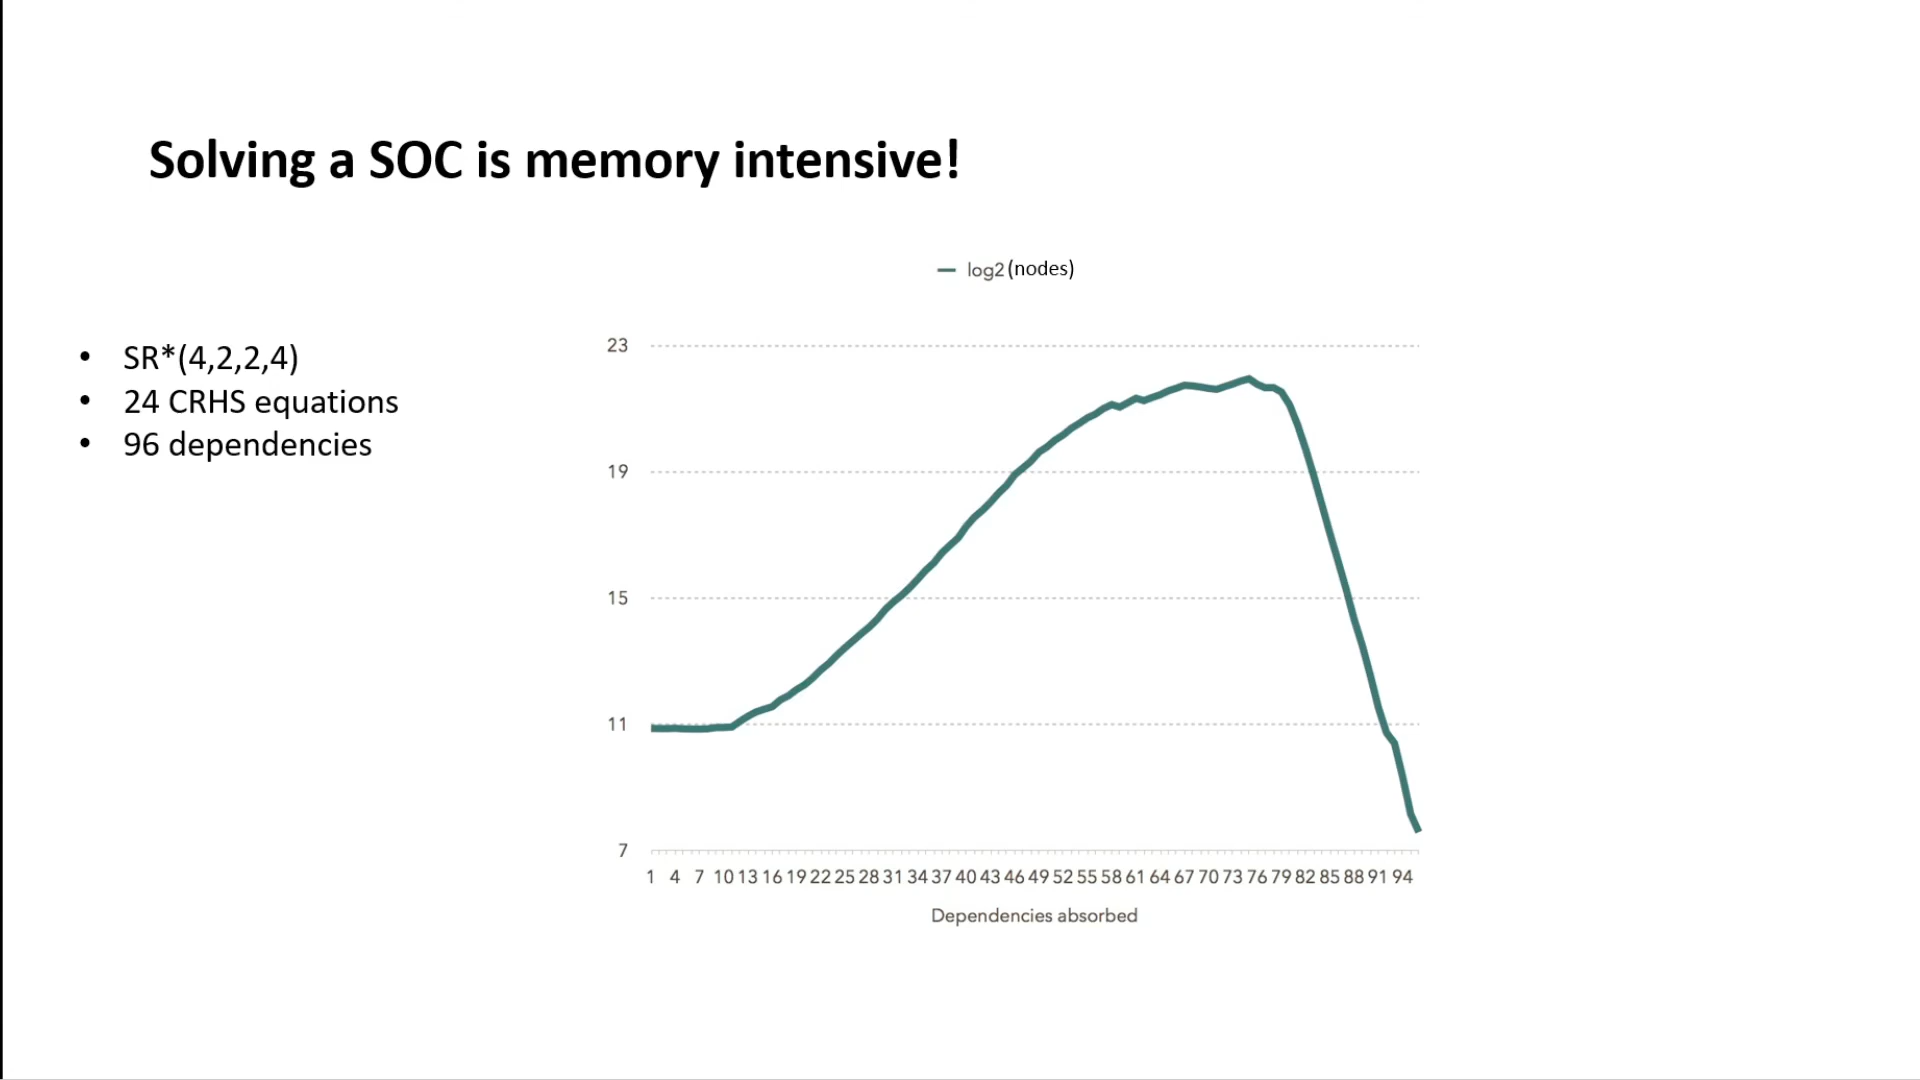 Solving a SOC is memory intensive!
• SR*(4,2,2,4)
• 24 CRHS equations
• 96 dependencies
log2 (nodes)
23
19
15
11
7
1 4 7 10 13 16 19 22 25 28 31 34 37 40 43 46 49 52 55 58 61 64 67 70 73 76 79 82 85 88 91 94
Dependencies absorbed